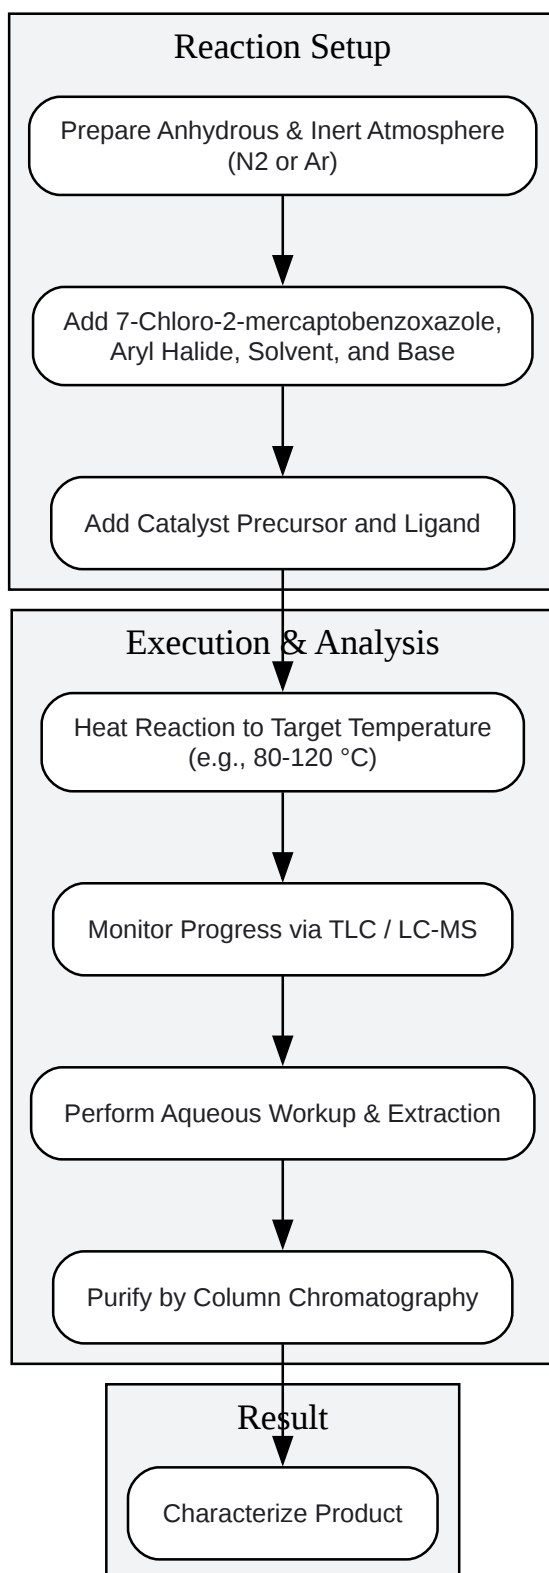 Reaction Setup
Prepare Anhydrous & Inert Atmosphere
(N2 or Ar)
Add 7-Chloro-2-mercaptobenzoxazole,
Aryl Halide, Solvent, and Base
Add Catalyst Precursor and Ligand
Execution & Analysis
Heat Reaction to Target Temperature
(e.g., 80-120 °C)
Monitor Progress via TLC / LC-MS
Perform Aqueous Workup & Extraction
Purify by Column Chromatography
Result
Characterize Product